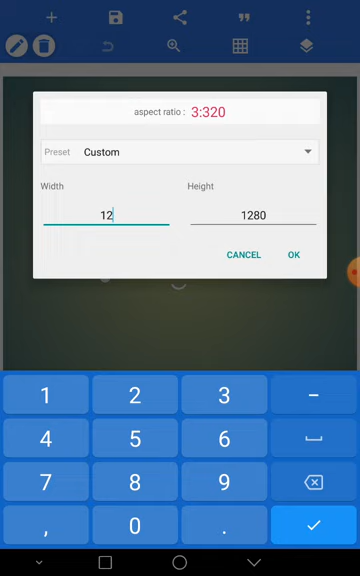 aspect ratio : 3:320
Preset Custom
Width Height
12 1280
CANCEL OK
1 2 3 −
4 5 6
7 8 9
, 0 .